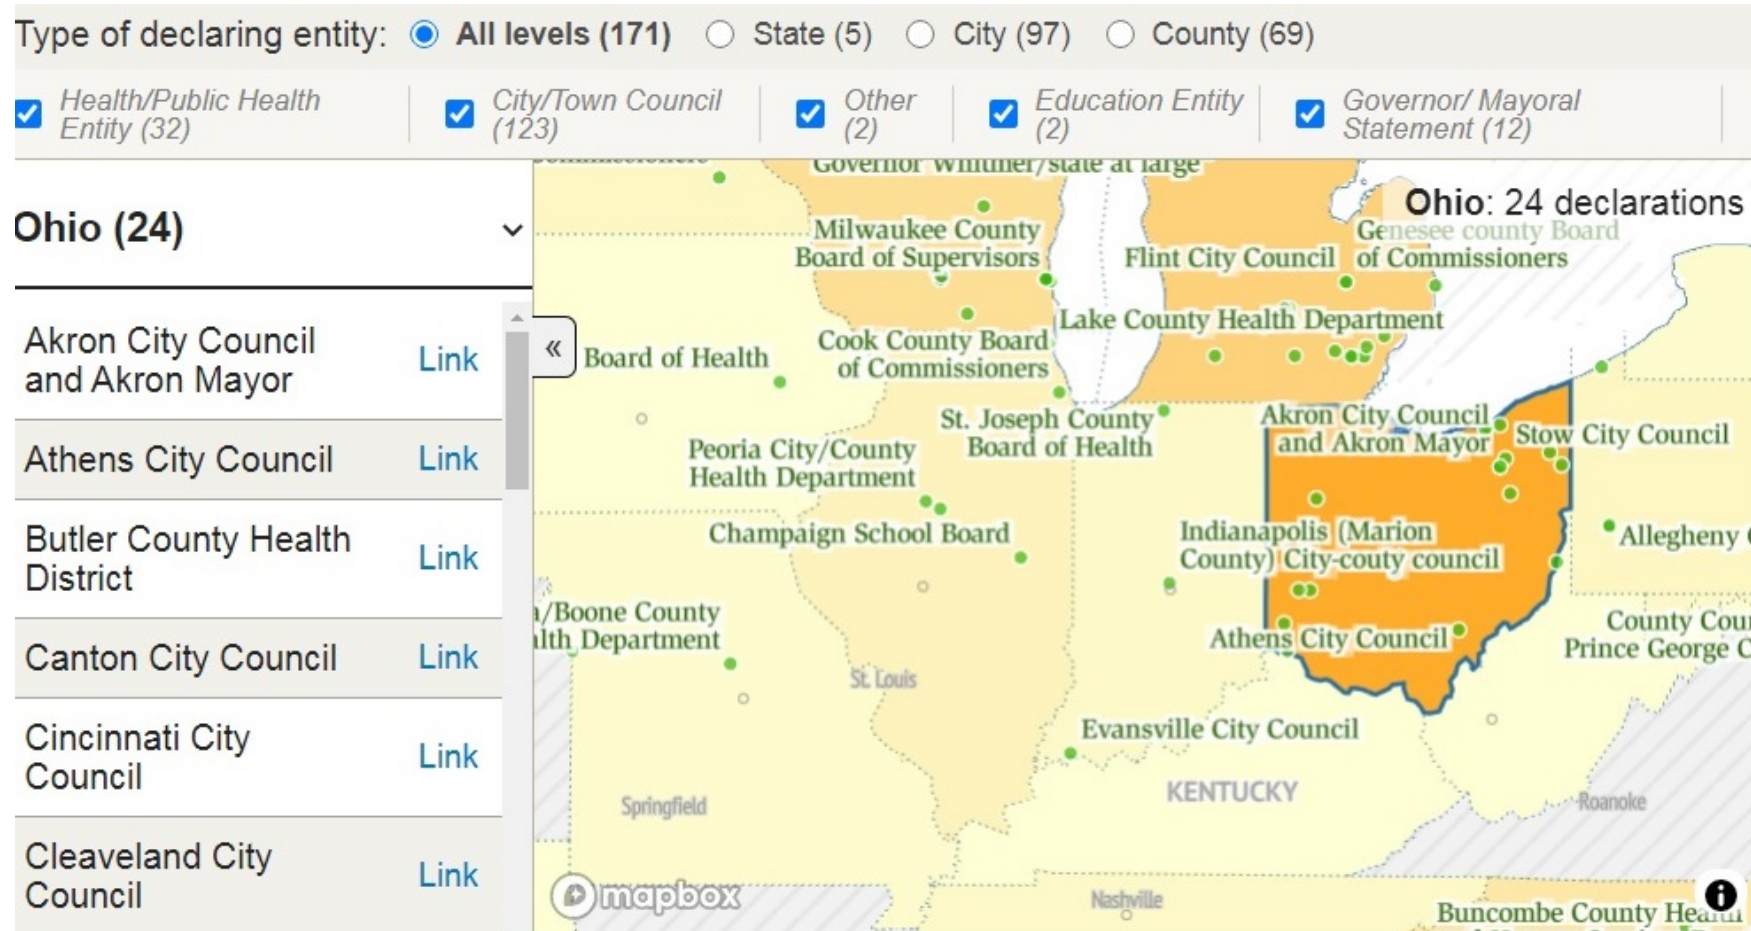 Type of declaring entity: All levels (171) State (5) City (97) County (69)
Health/Public Health
Entity (32)
City/Town Council
(123)
Other
(2)
Education Entity
(2)
Governor/ Mayoral
Statement (12)
Ohio (24)
Akron City Council
and Akron Mayor
Link
Athens City Council Link
Butler County Health
District
Link
Canton City Council Link
Cincinnati City
Council
Link
Cleaveland City
Council
Link
«
Governor Whitmer/state at large
Ohio: 24 declarations
Milwaukee County
Board of Supervisors
Flint City Council
Genesee county Board
of Commissioners
Lake County Health Department
Cook County Board
of Commissioners
Board of Health
St. Joseph County
Board of Health
Akron City Council
and Akron Mayor
Stow City Council
Peoria City/County
Health Department
Champaign School Board
Indianapolis (Marion
County) City-couty council
Allegheny
/Boone County
lth Department
Athens City Council
County Cou
Prince George
St. Louis
Evansville City Council
KENTUCKY
Springfield
Roanoke
mapbox
Nashville
Buncombe County Health